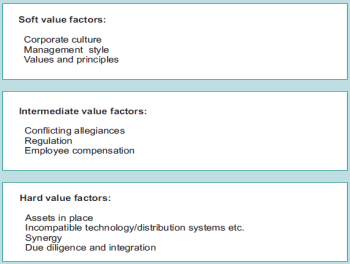 Soft value factors:
Corporate culture
Management style
Values and principles
Intermediate value factors:
Conflicting allegiances
Regulation
Employee compensation
Hard value factors:
Assets in place
Incompatible technology/distribution systems etc.
Synergy
Due diligence and integration